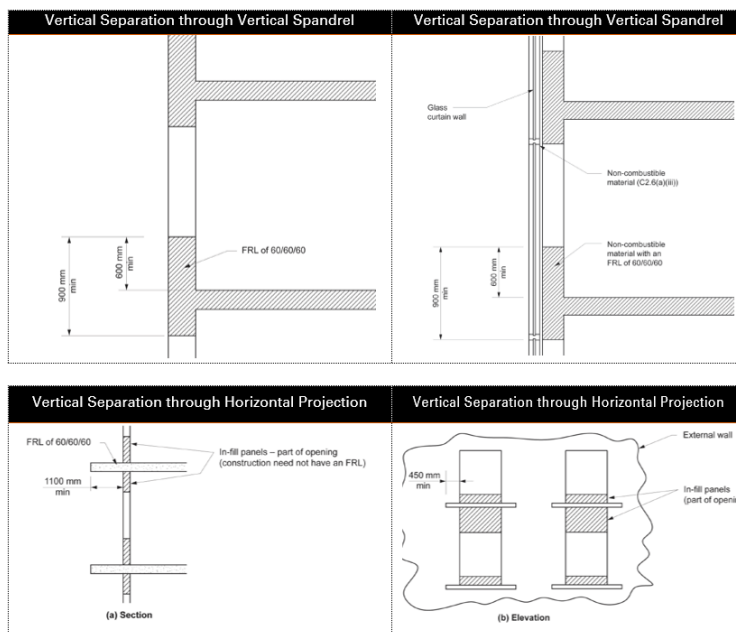 Vertical Separation through Vertical Spandrel
Vertical Separation through Vertical Spandrel
FRL of 60/60/60
900 mm
min
600 mm
min
Glass
curtain wall
Non-combustible
material (C2.6(a)(iii))
Non-combustible
material with an
FRL of 60/60/60
900 mm
min
600 mm
min
Vertical Separation through Horizontal Projection
Vertical Separation through Horizontal Projection
FRL of 60/60/60
In-fill panels – part of opening
(construction need not have an FRL)
1100 mm
min
(a) Section
External wall
450 mm
min
In-fill panels
(part of openin
(b) Elevation